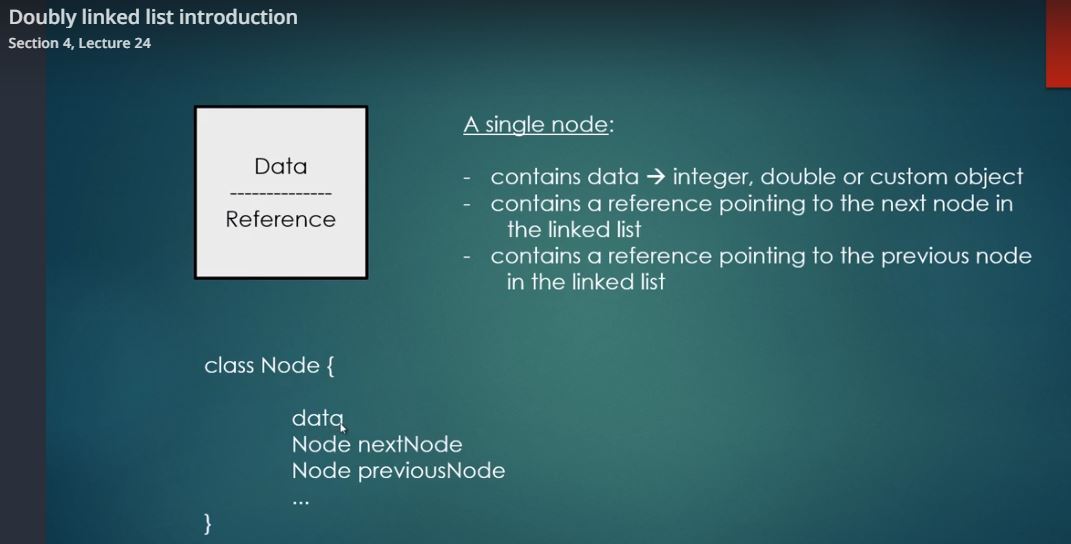 Doubly linked list introduction
Section 4, Lecture 24
Data
--------------
Reference
A single node:
- contains data → integer, double or custom object
- contains a reference pointing to the next node in
the linked list
- contains a reference pointing to the previous node
in the linked list
class Node {
data
Node nextNode
Node previousNode
...
}